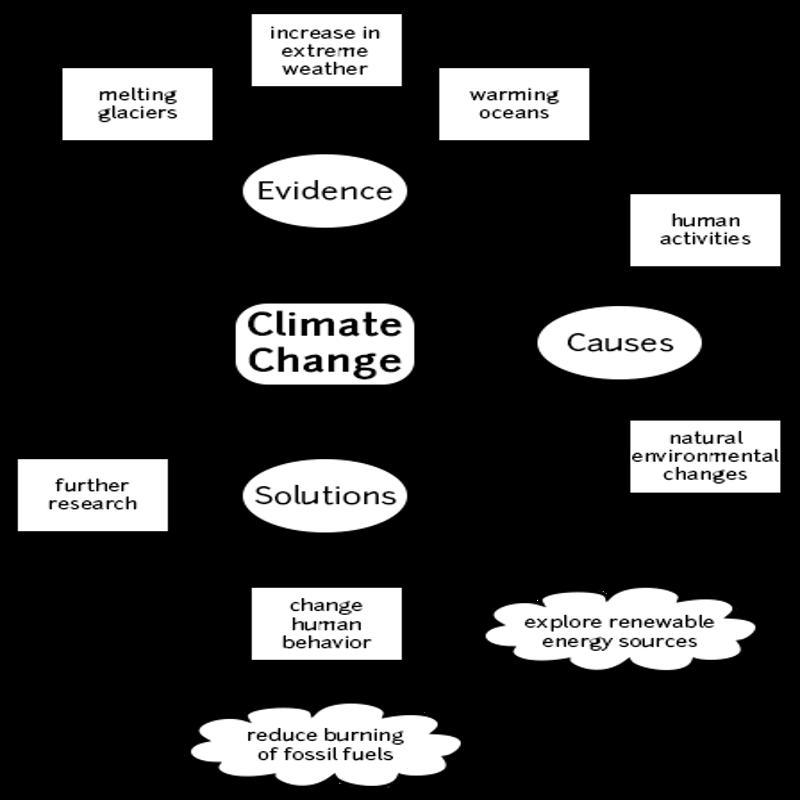 increase in
extreme
weather
melting
glaciers
warming
oceans
Evidence
human
activities
Climate
Change
Causes
natural
environmental
changes
further
research
Solutions
change
human
behavior
explore renewable
energy sources
reduce burning
of fossil fuels